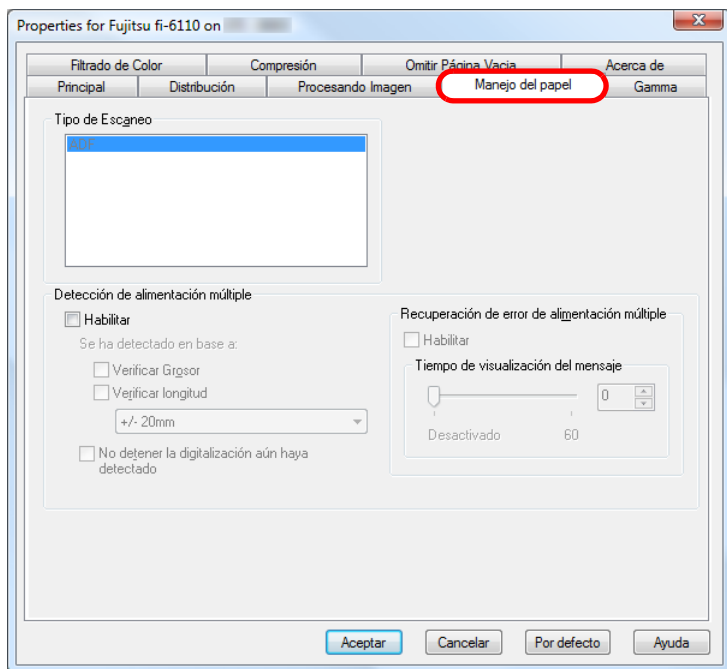 Properties for Fujitsu fi-6110 on
Filtrado de Color
Compresión
Omitir Página Vacia
Acerca de
Principal
Distribución
Procesando Imagen
Manejo del papel
Gamma
Tipo de Escaneo
ADF
Detección de alimentación múltiple
Habilitar
Se ha detectado en base a:
Verificar Grosor
Verificar longitud
+/- 20mm
No detener la digitalización aún haya
detectado
Recuperación de error de alimentación múltiple
Habilitar
Tiempo de visualización del mensaje
0
Desactivado 60
Aceptar
Cancelar
Por defecto
Ayuda